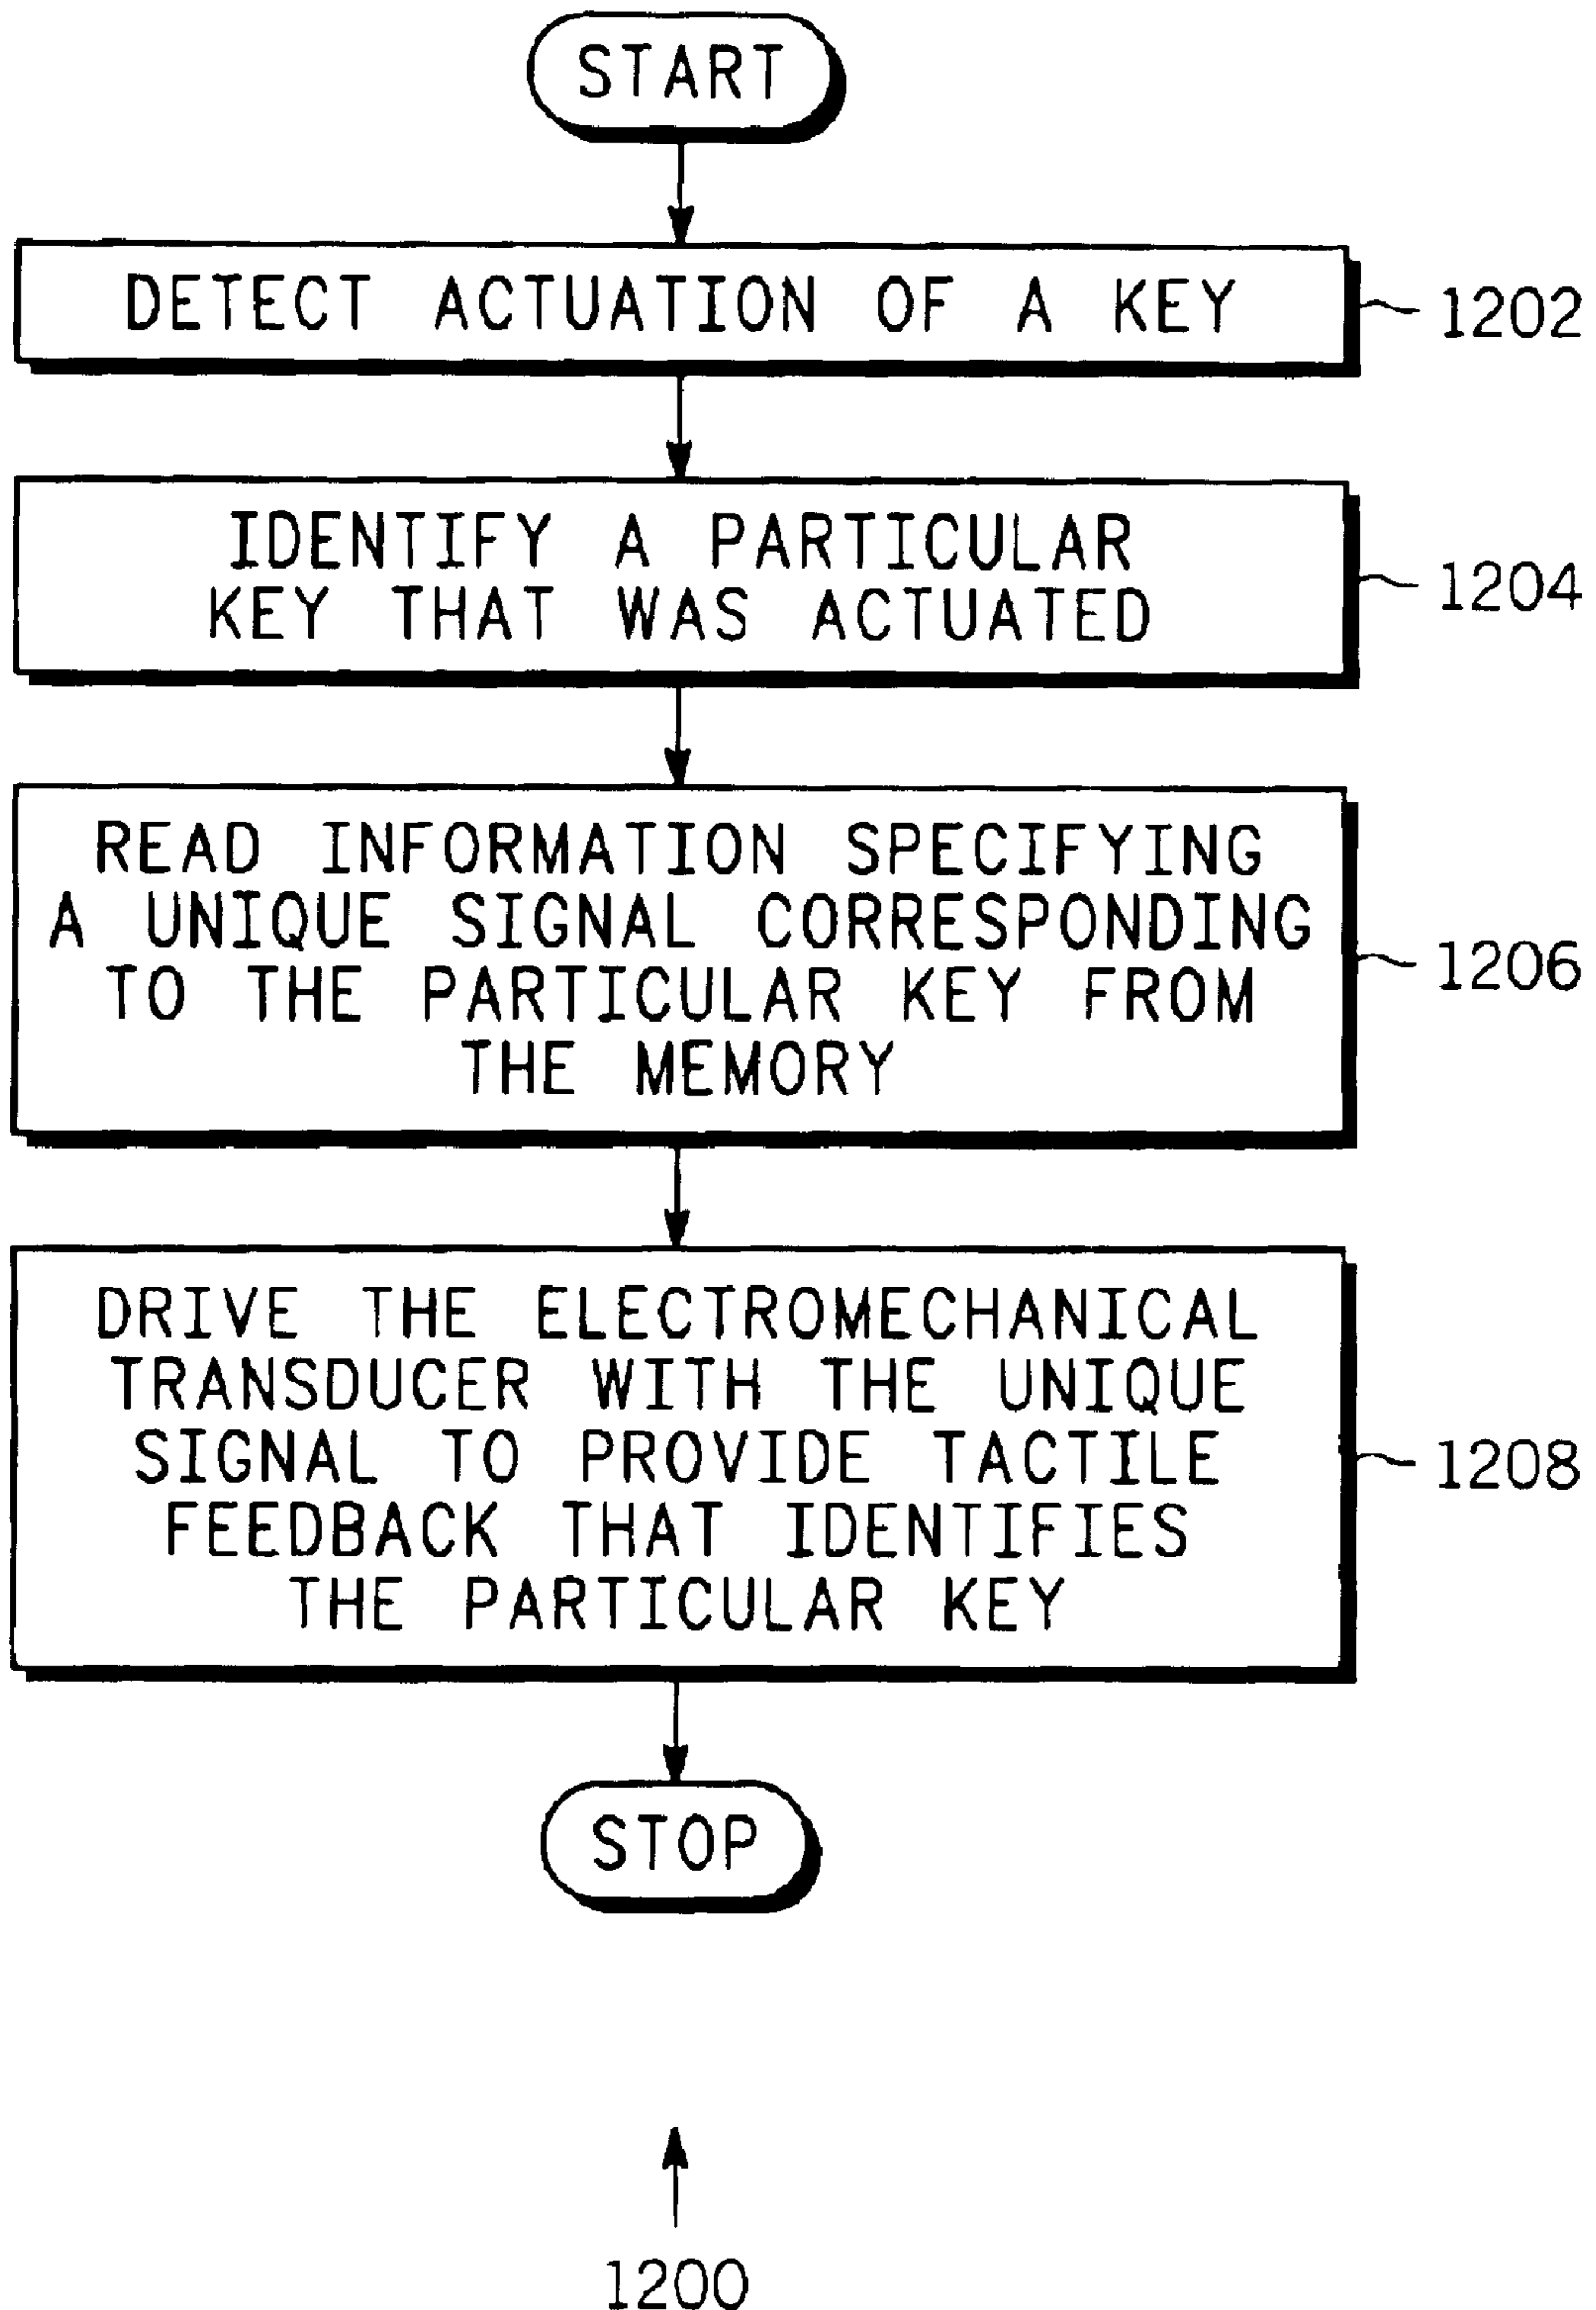 START
DETECT ACTUATION OF A KEY
1202
IDENTIFY A PARTICULAR
KEY THAT WAS ACTUATED
1204
READ INFORMATION SPECIFYING
A UNIQUE SIGNAL CORRESPONDING
TO THE PARTICULAR KEY FROM
THE MEMORY
1206
DRIVE THE ELECTROMECHANICAL
TRANSDUCER WITH THE UNIQUE
SIGNAL TO PROVIDE TACTILE
FEEDBACK THAT IDENTIFIES
THE PARTICULAR KEY
1208
STOP
1200